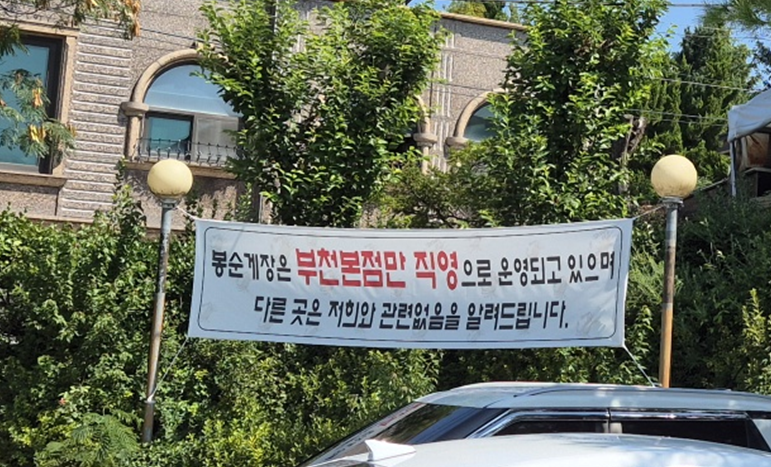 봉순게장은 부천본점만 직영으로 운영되고 있으며
다른 곳은 저희와 관련없음을 알려드립니다.